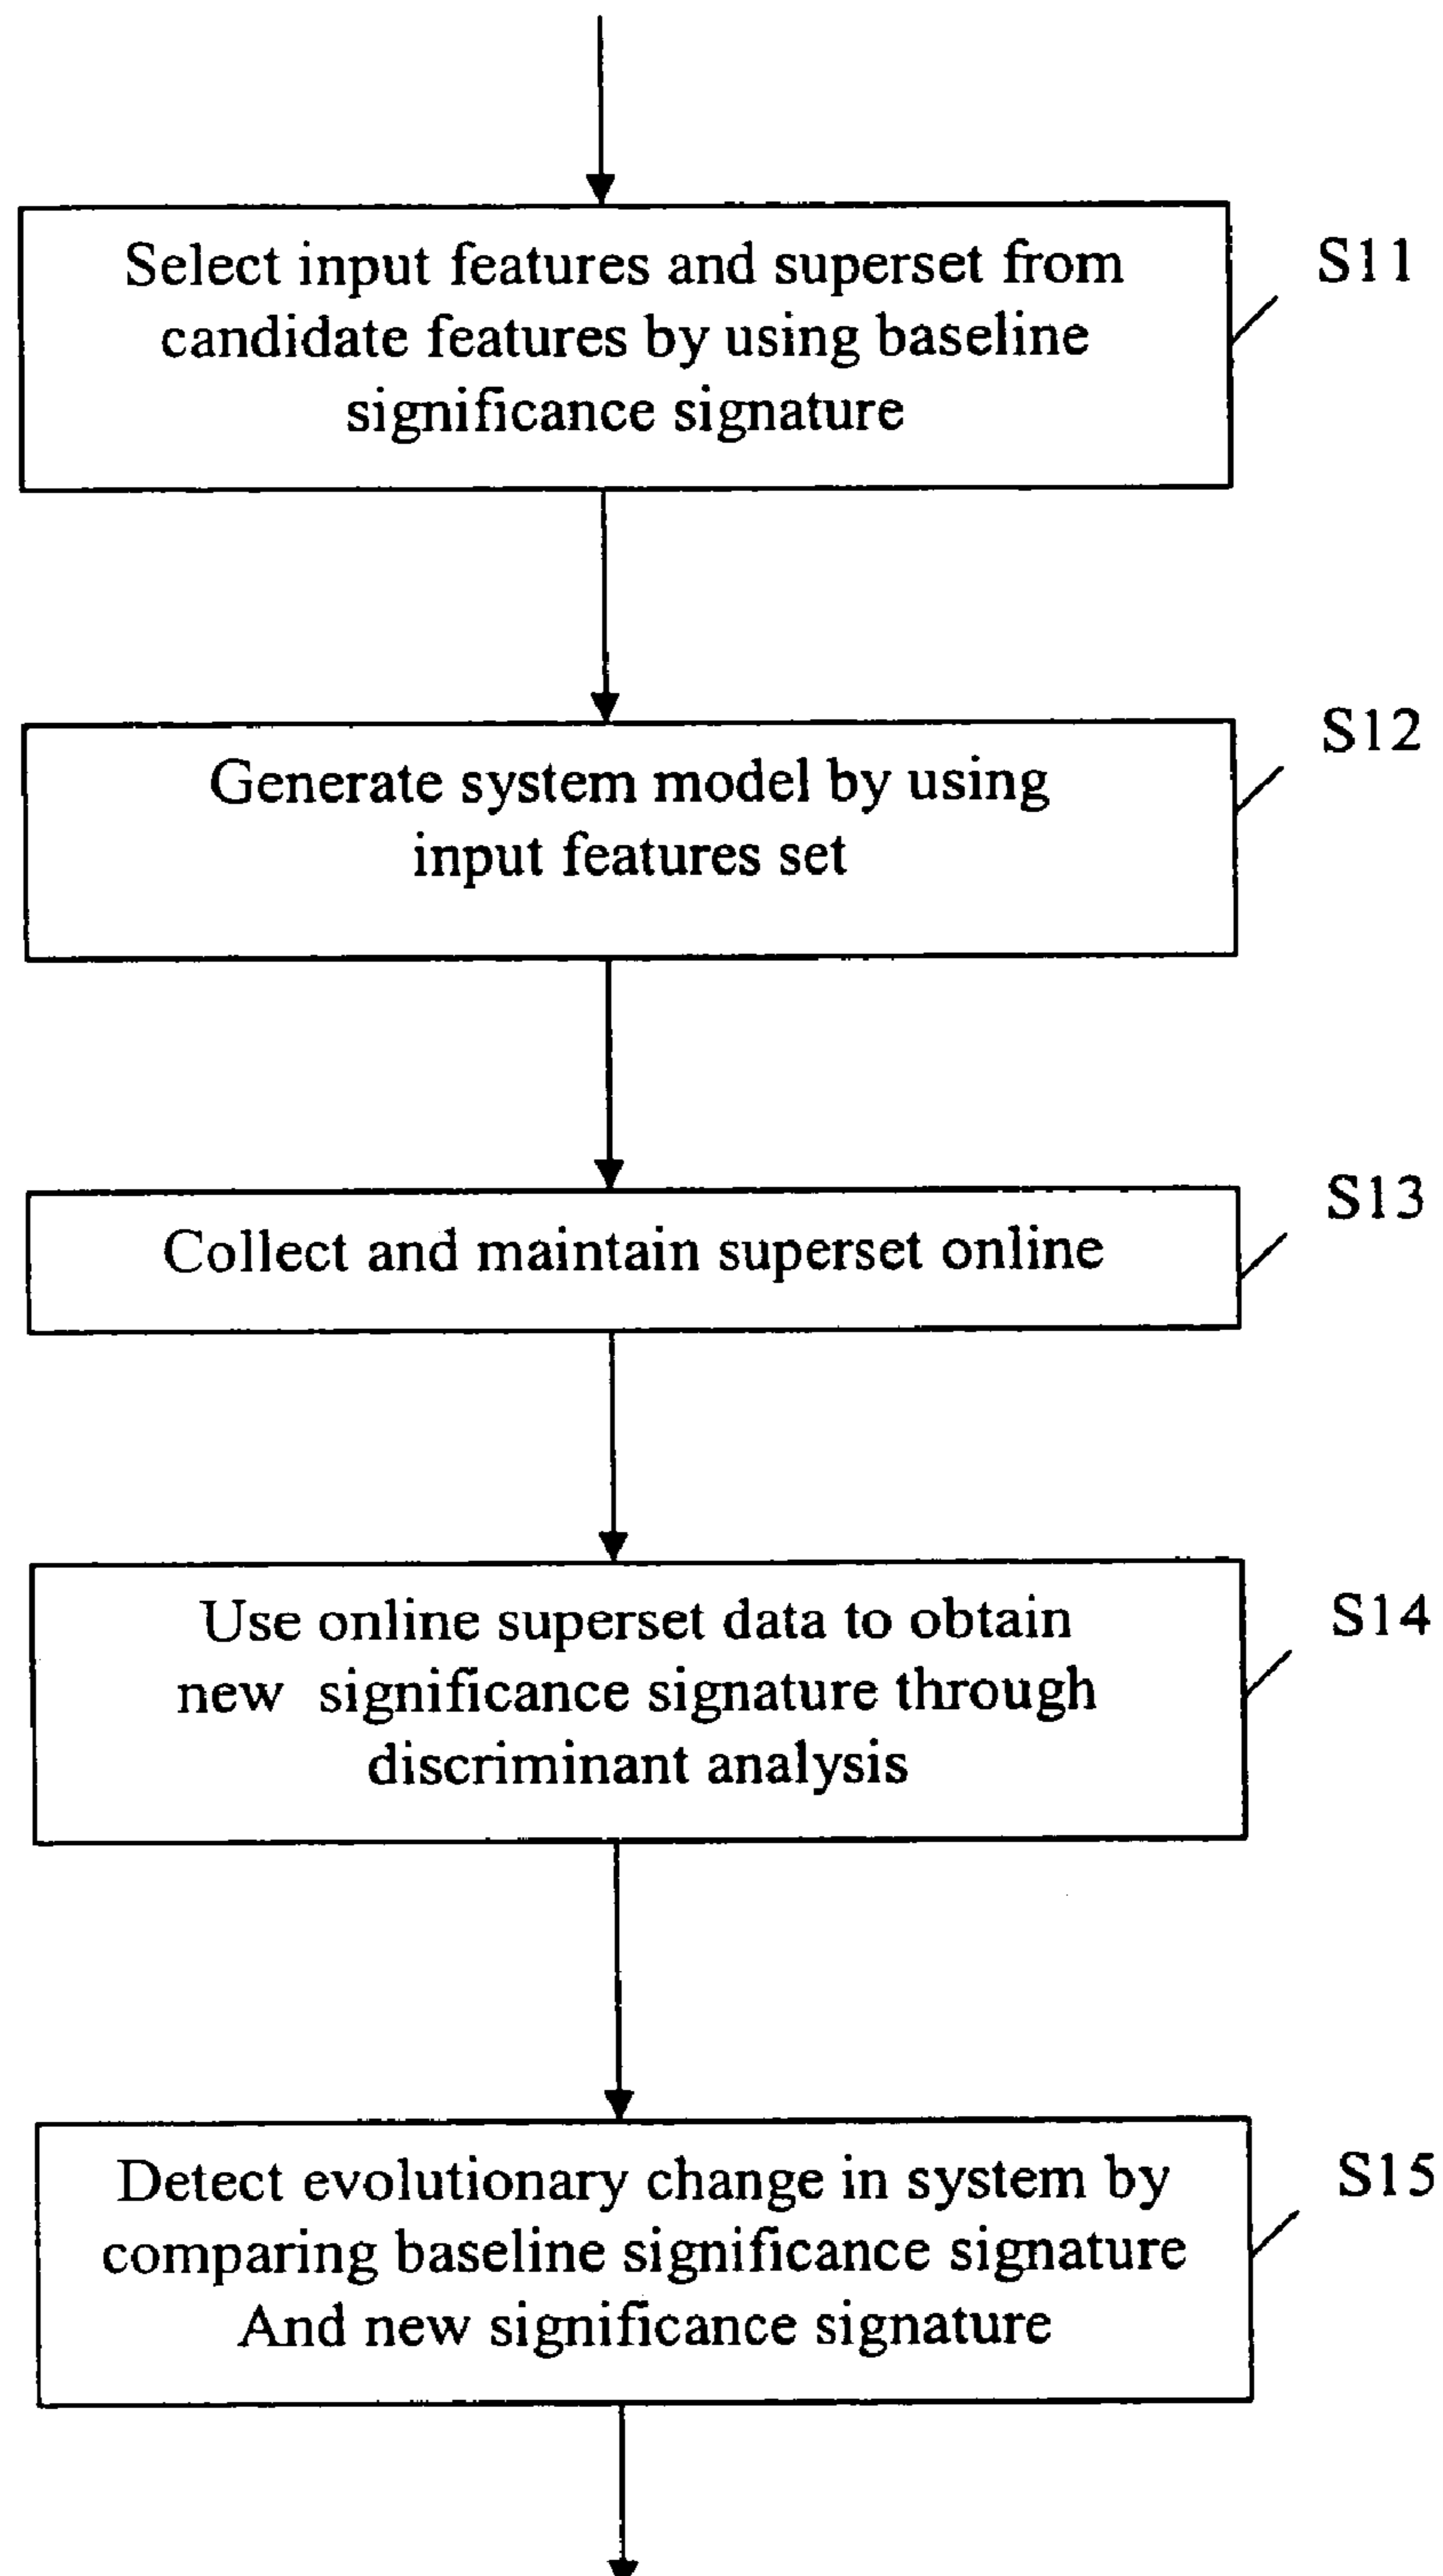 Select input features and superset from
candidate features by using baseline
significance signature
S11
Generate system model by using
input features set
S12
Collect and maintain superset online
S13
Use online superset data to obtain
new significance signature through
discriminant analysis
S14
Detect evolutionary change in system by
comparing baseline significance signature
And new significance signature
S15